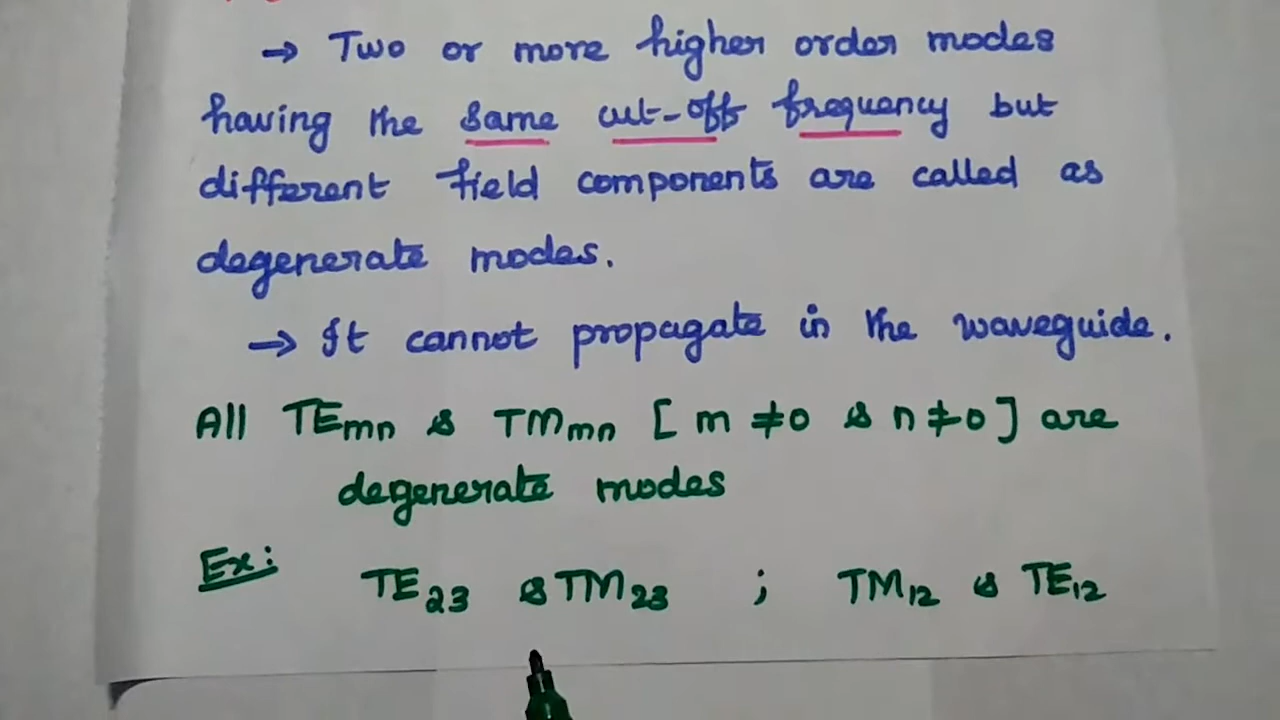 → Two or more higher order modes
having the same cut-off frequency but
different field components are called as
degenerate modes.
→ It cannot propagate in the waveguide.
All TEmn & TMmn [ m ≠ 0 & n ≠ 0 ] are
degenerate modes
Ex: TE23 & TM23 ; TM12 & TE12